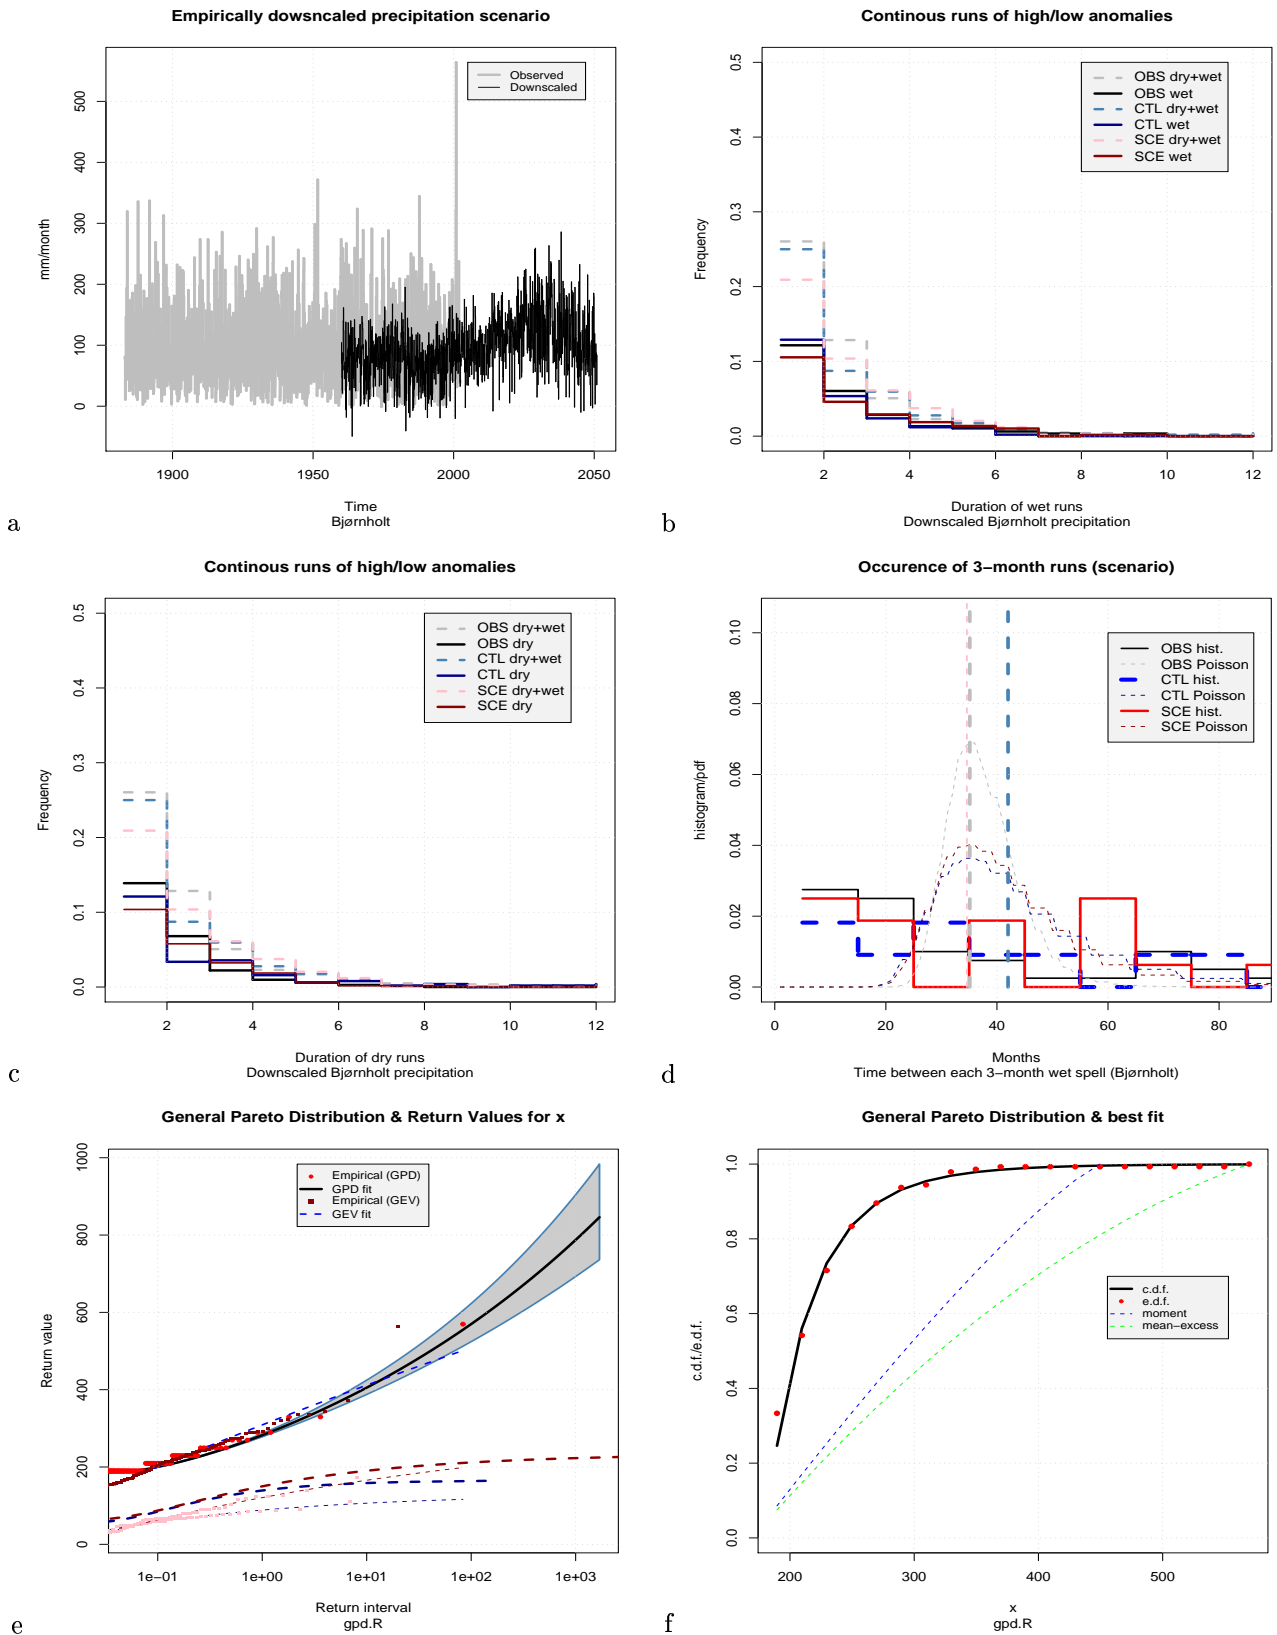 Empirically dowsncaled precipitation scenario
Observed
Downscaled
mm/month
0
100
200
300
400
500
1900
1950
2000
2050
Time
Bjørnholt
a
Continous runs of high/low anomalies
OBS dry+wet
OBS wet
CTL dry+wet
CTL wet
SCE dry+wet
SCE wet
Frequency
0.0
0.1
0.2
0.3
0.4
0.5
2
4
6
8
10
12
Duration of wet runs
Downscaled Bjørnholt precipitation
b
Continous runs of high/low anomalies
OBS dry+wet
OBS dry
CTL dry+wet
CTL dry
SCE dry+wet
SCE dry
Frequency
0.0
0.1
0.2
0.3
0.4
0.5
2
4
6
8
10
12
Duration of dry runs
Downscaled Bjørnholt precipitation
c
Occurence of 3−month runs (scenario)
OBS hist.
OBS Poisson
CTL hist.
CTL Poisson
SCE hist.
SCE Poisson
histogram/pdf
0.00
0.02
0.04
0.06
0.08
0.10
0
20
40
60
80
Months
Time between each 3−month wet spell (Bjørnholt)
d
General Pareto Distribution & Return Values for x
Empirical (GPD)
GPD fit
Empirical (GEV)
GEV fit
Return value
0
200
400
600
800
1000
1e−01
1e+00
1e+01
1e+02
1e+03
Return interval
gpd.R
e
General Pareto Distribution & best fit
c.d.f.
e.d.f.
moment
mean−excess
c.d.f./e.d.f.
0.0
0.2
0.4
0.6
0.8
1.0
200
300
400
500
x
gpd.R
f